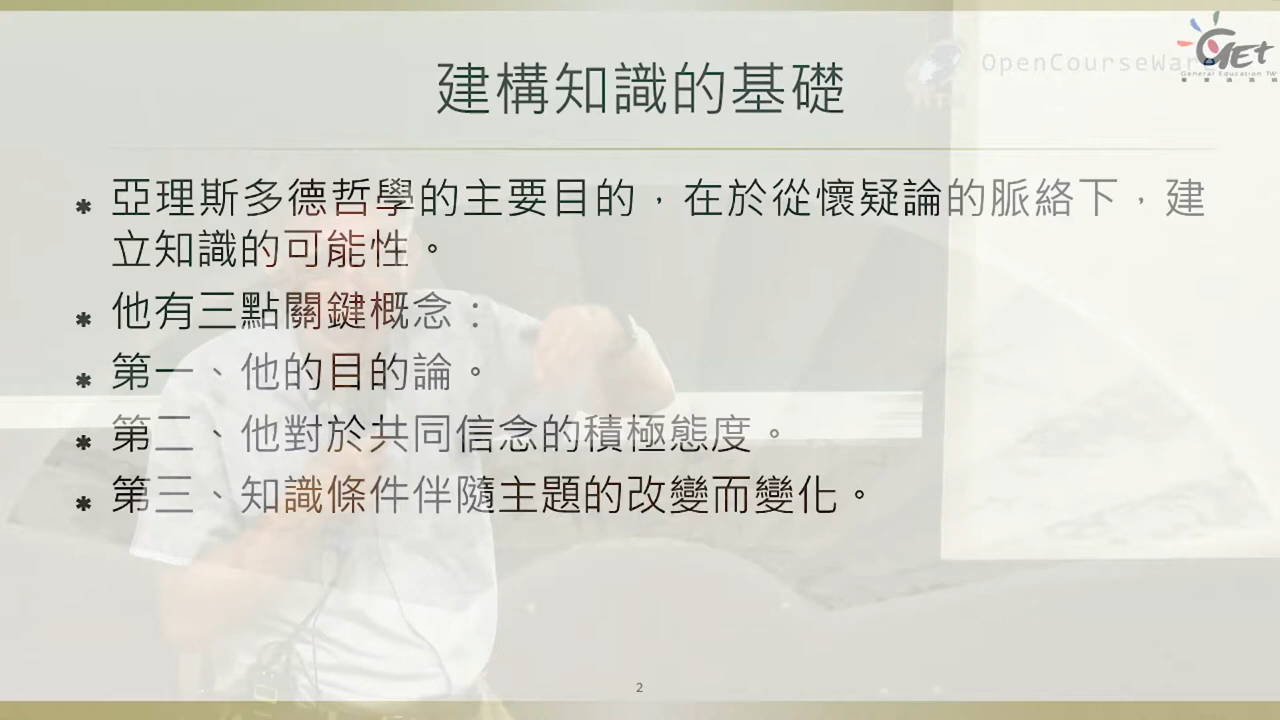 建構知識的基礎
OpenCourseWar
GET
General Education TW
* 亞理斯多德哲學的主要目的，在於從懷疑論的脈絡下，建
立知識的可能性。
* 他有三點關鍵概念：
* 第一、他的目的論。
* 第二、他對於共同信念的積極態度。
* 第三、知識條件伴隨主題的改變而變化。
2